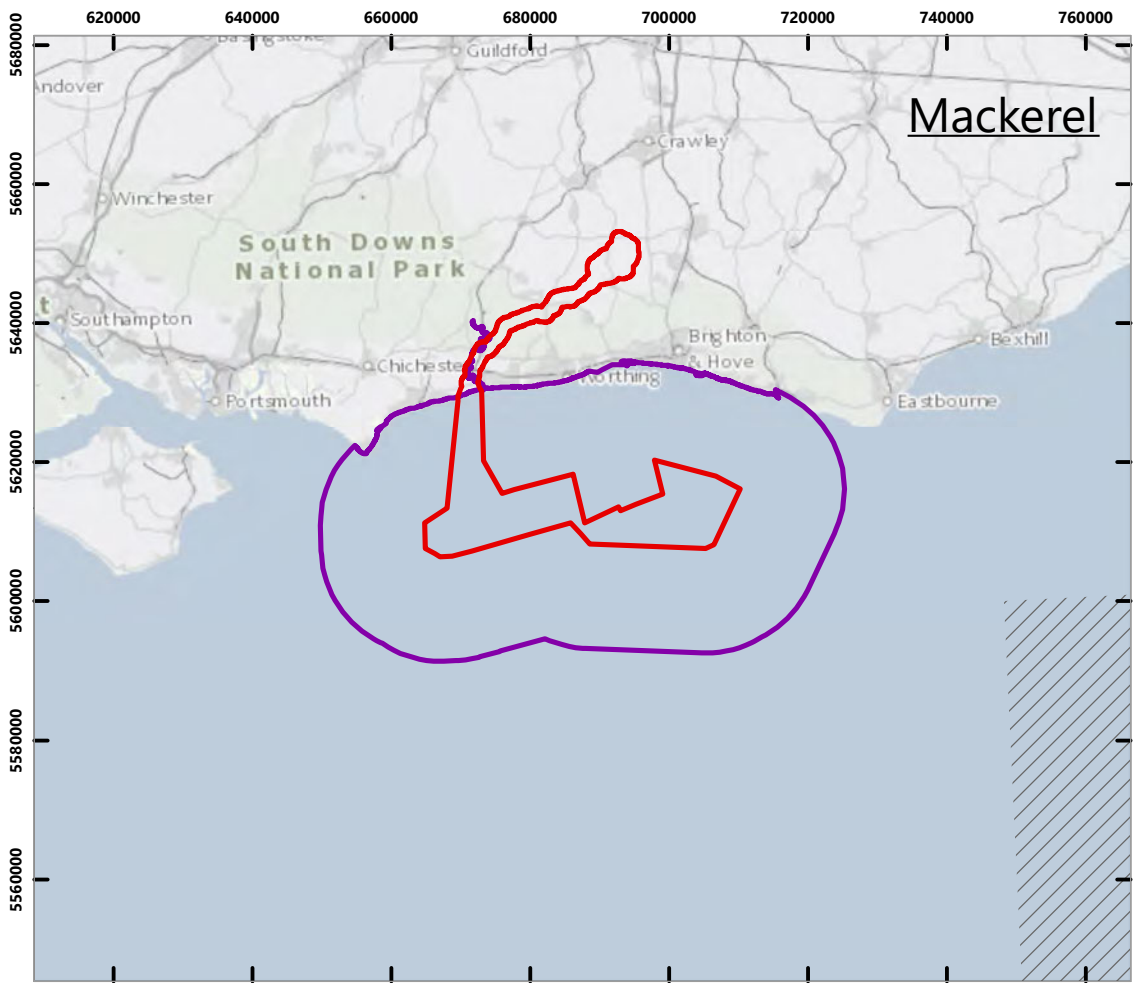 620000 640000 660000 680000 700000 720000 740000 760000
5680000
Basingstoke
Guildford
Andover
Mackerel
Crawley
5660000
Winchester
South Downs
National Park
t
Southampton
5640000
Brighton
& Hove
Bexhill
Chichester
Worthing
Portsmouth
Eastbourne
5620000
5600000
5580000
5560000